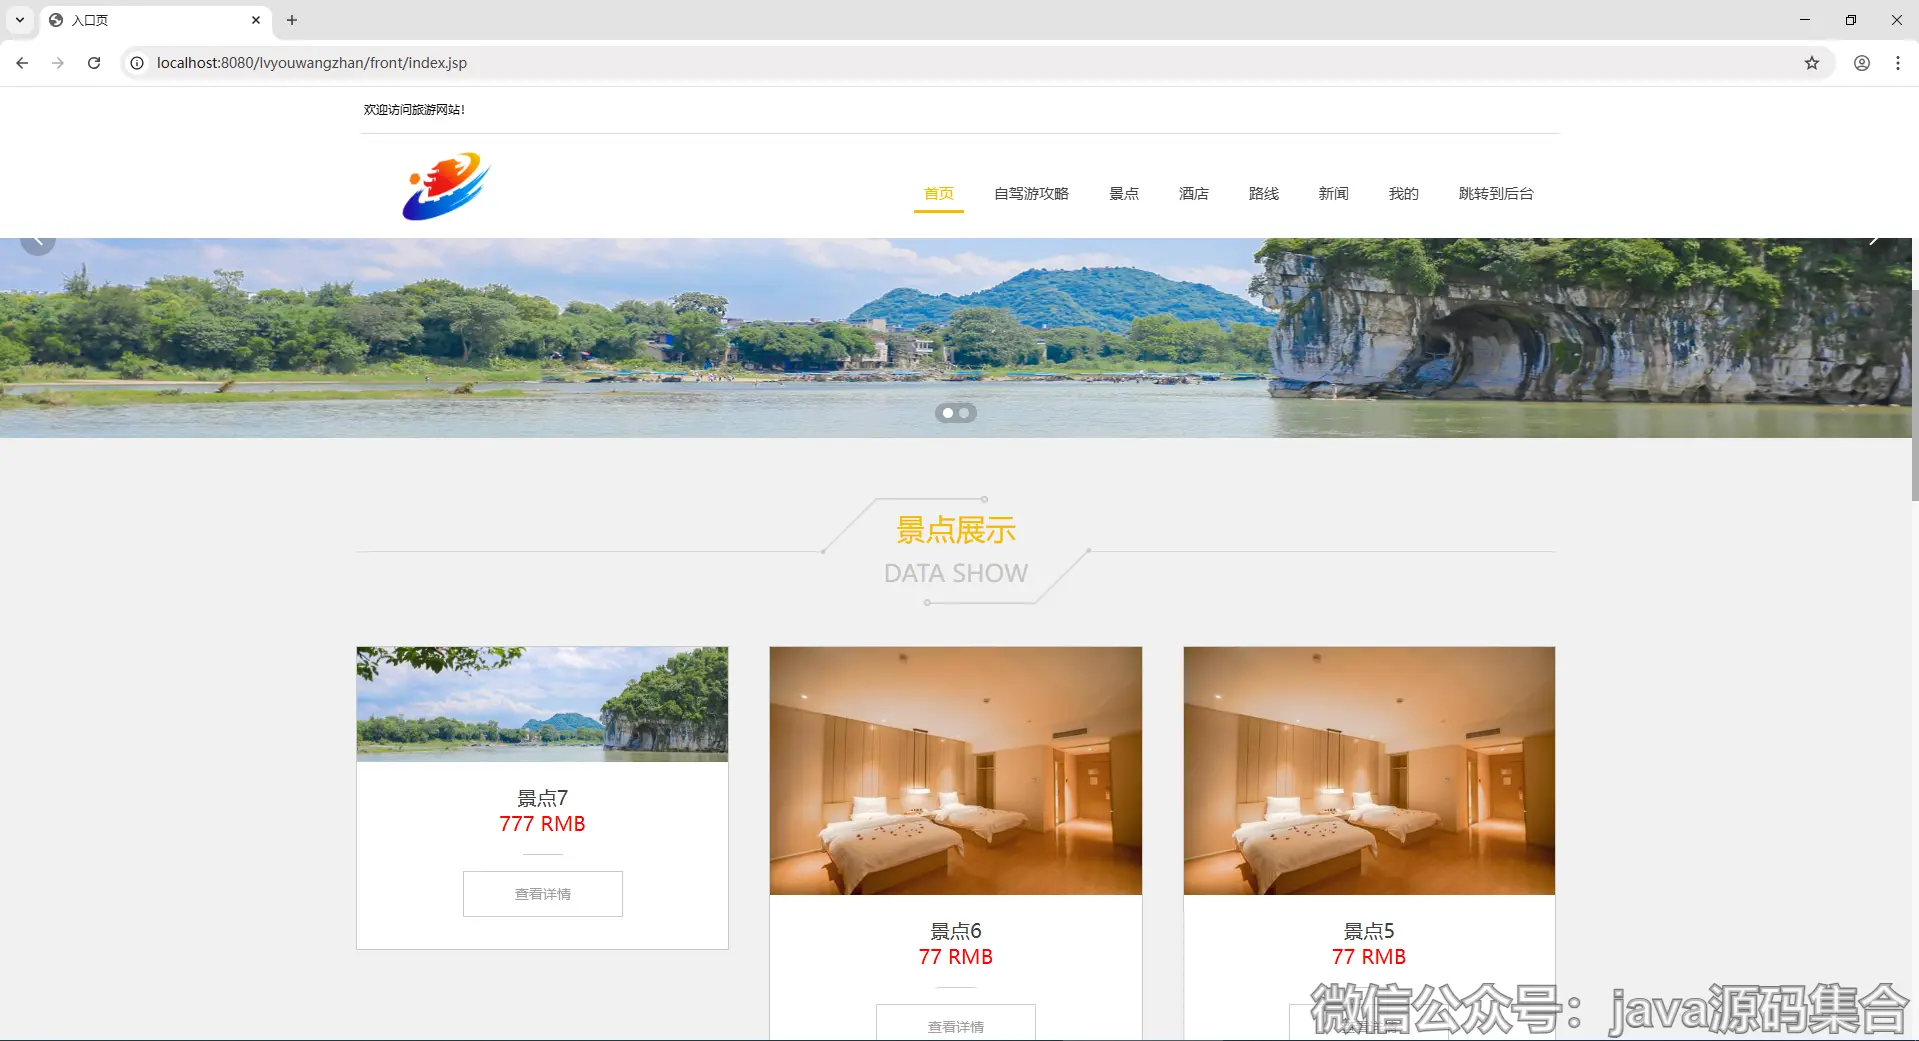 入口页
localhost:8080/lvyouwangzhan/front/index.jsp
欢迎访问旅游网站!
首页 自驾游攻略 景点 酒店 路线 新闻 我的 跳转到后台
景点展示
DATA SHOW
景点7
777 RMB
查看详情
景点6
77 RMB
查看详情
景点5
77 RMB
查看详情
微信公众号：java源码集合